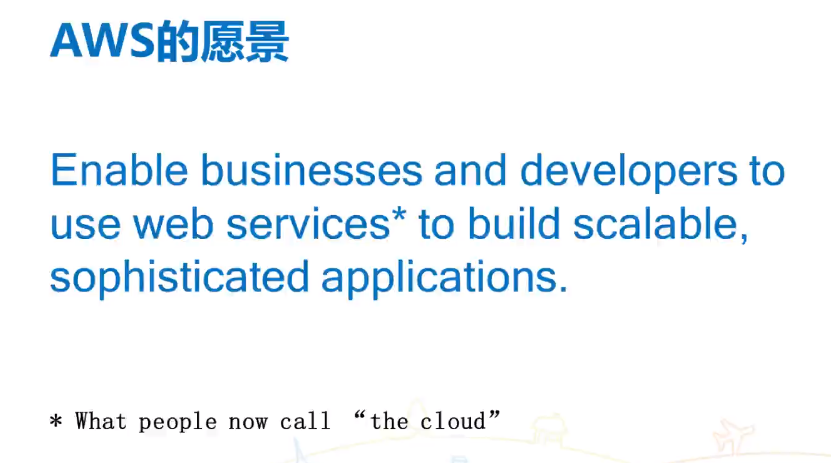 AWS的愿景
Enable businesses and developers to
use web services* to build scalable,
sophisticated applications.
* What people now call “the cloud”